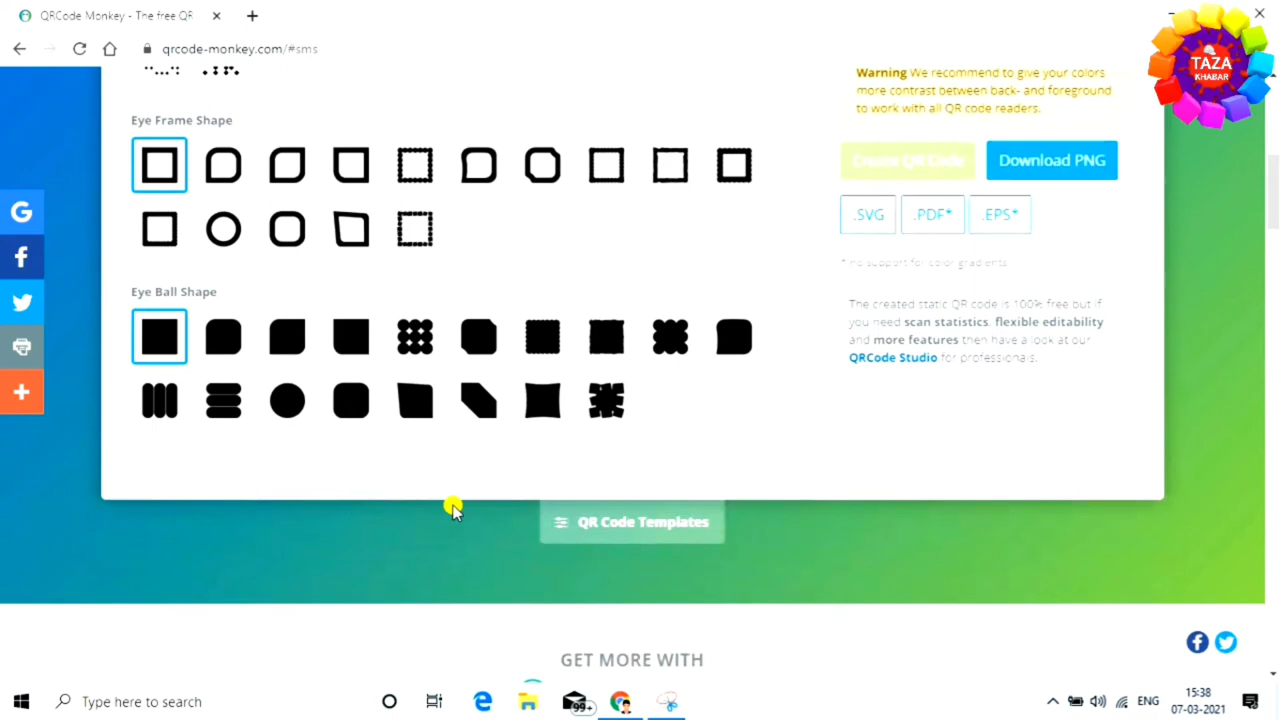 QRCode Monkey - The free QR
qrcode-monkey.com/#sms
TAZA
KHABAR
Warning We recommend to give your colors
more contrast between back- and foreground
to work with all QR code readers.
Eye Frame Shape
Create QR Code
Download PNG
.SVG
.PDF*
.EPS*
* no support for color gradients
Eye Ball Shape
The created static QR code is 100% free but if
you need scan statistics, flexible editability
and more features then have a look at our
QRCode Studio for professionals.
QR Code Templates
GET MORE WITH
Type here to search
99+
ENG
15:38
07-03-2021